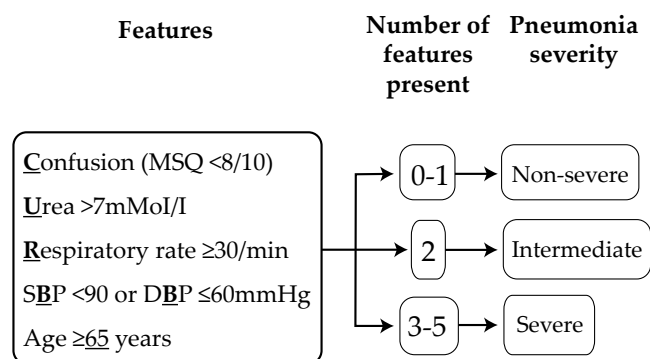 Features
Number of
features
present
Pneumonia
severity
Confusion (MSQ <8/10)
Urea >7mMoI/I
Respiratory rate ≥30/min
SBP <90 or DBP ≤60mmHg
Age ≥65 years
0-1
Non-severe
2
Intermediate
3-5
Severe